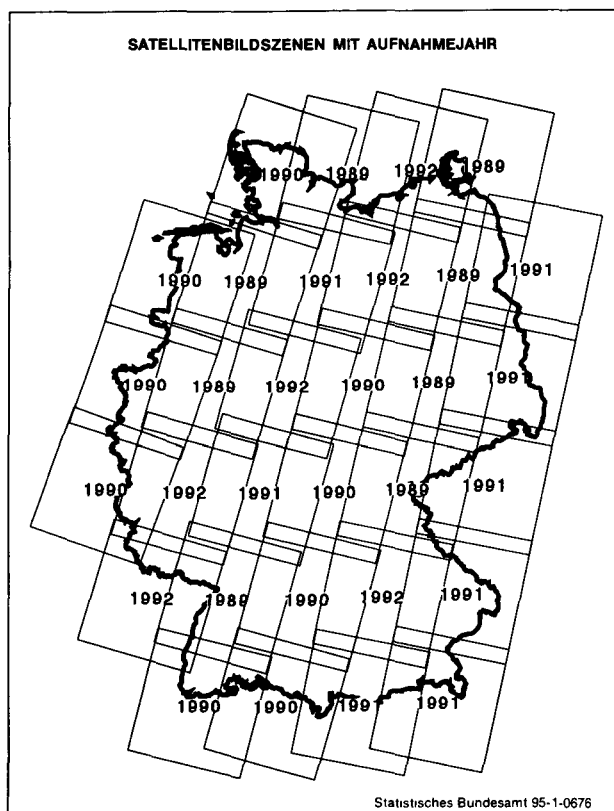 SATELLITENBILDSZENEN MIT AUFNAHMEJAHR
1990 1989 1992 1989
1990 1989 1991 1992 1989 1991
1990 1989 1992 1990 1989 1991
1990 1992 1991 1990 1989 1991
1992 1989 1990 1992 1991
1990 1990 1991 1991
Statistisches Bundesamt 95-1-0676